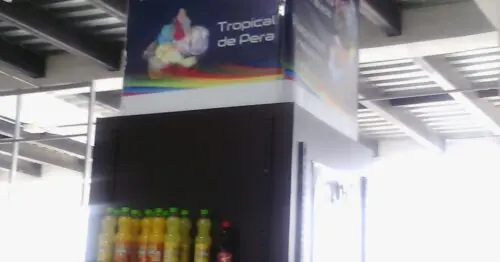 Tropical
de Pera